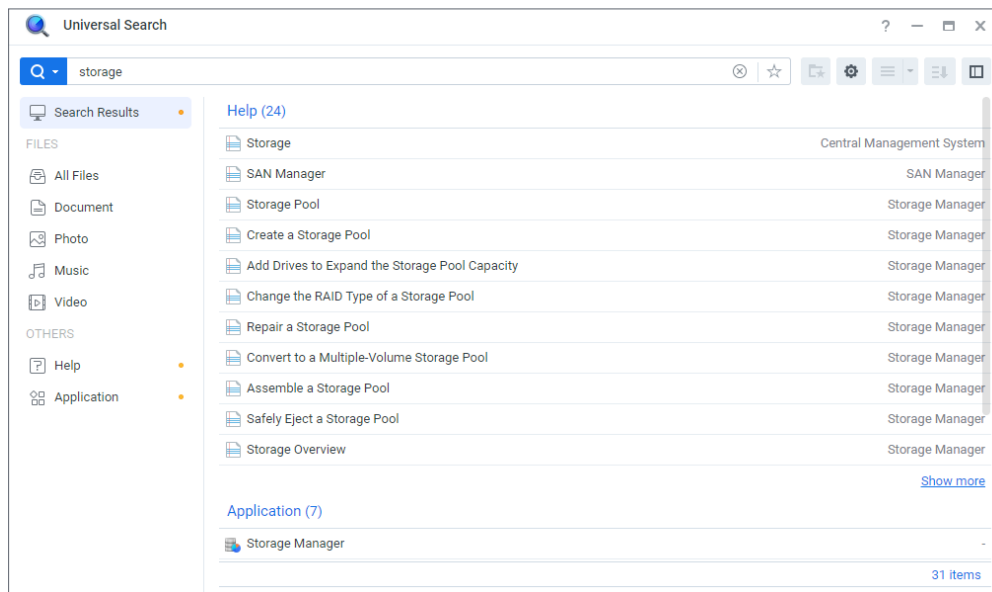 Universal Search
storage
Search Results
FILES
All Files
Document
Photo
Music
Video
OTHERS
Help
Application
Help (24)
Storage Central Management System
SAN Manager SAN Manager
Storage Pool Storage Manager
Create a Storage Pool Storage Manager
Add Drives to Expand the Storage Pool Capacity Storage Manager
Change the RAID Type of a Storage Pool Storage Manager
Repair a Storage Pool Storage Manager
Convert to a Multiple-Volume Storage Pool Storage Manager
Assemble a Storage Pool Storage Manager
Safely Eject a Storage Pool Storage Manager
Storage Overview Storage Manager
Show more
Application (7)
Storage Manager -
31 items